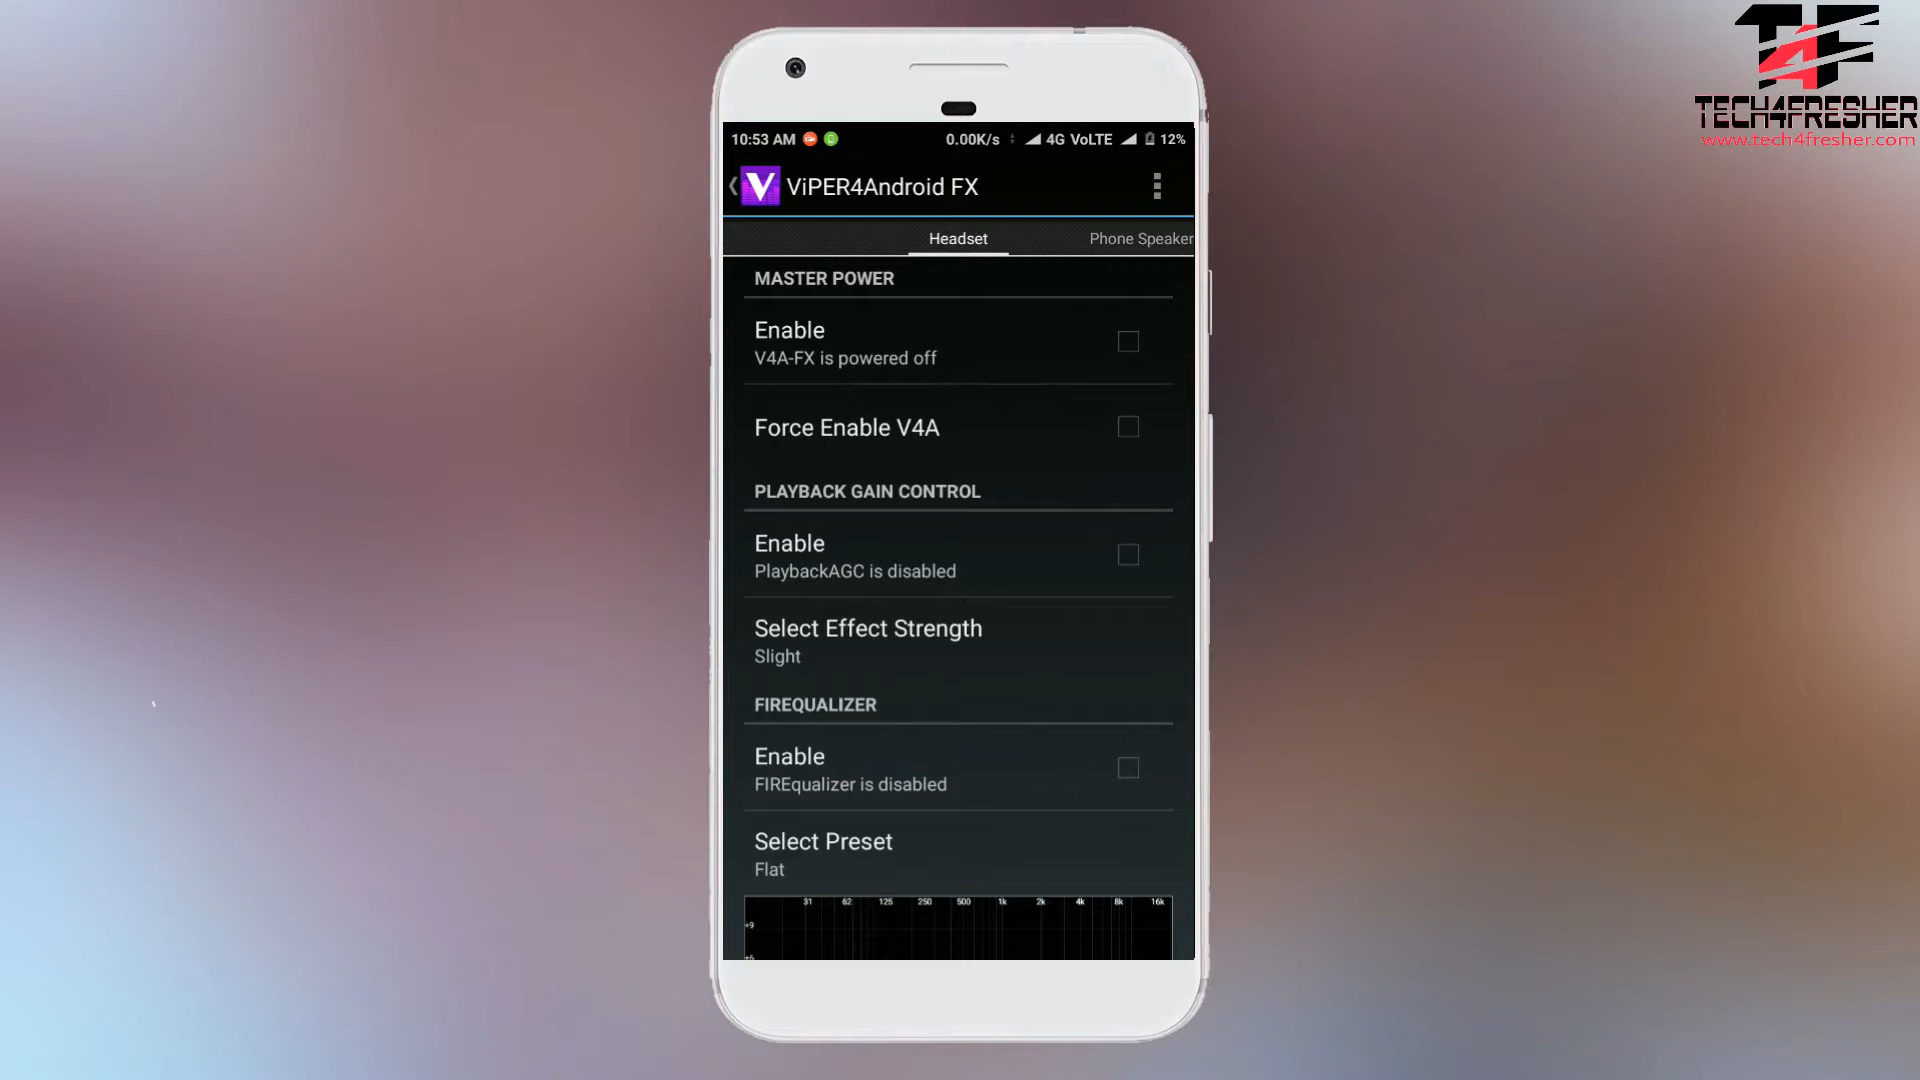 T4F
TECH4FRESHER
www.tech4fresher.com
10:53 AM 0.00K/s 4G VoLTE 12%
V ViPER4Android FX
Headset Phone Speaker
MASTER POWER
Enable
V4A-FX is powered off
Force Enable V4A
PLAYBACK GAIN CONTROL
Enable
PlaybackAGC is disabled
Select Effect Strength
Slight
FIREQUALIZER
Enable
FIREqualizer is disabled
Select Preset
Flat
31 62 125 250 500 1k 2k 4k 8k 16k
+9
+6